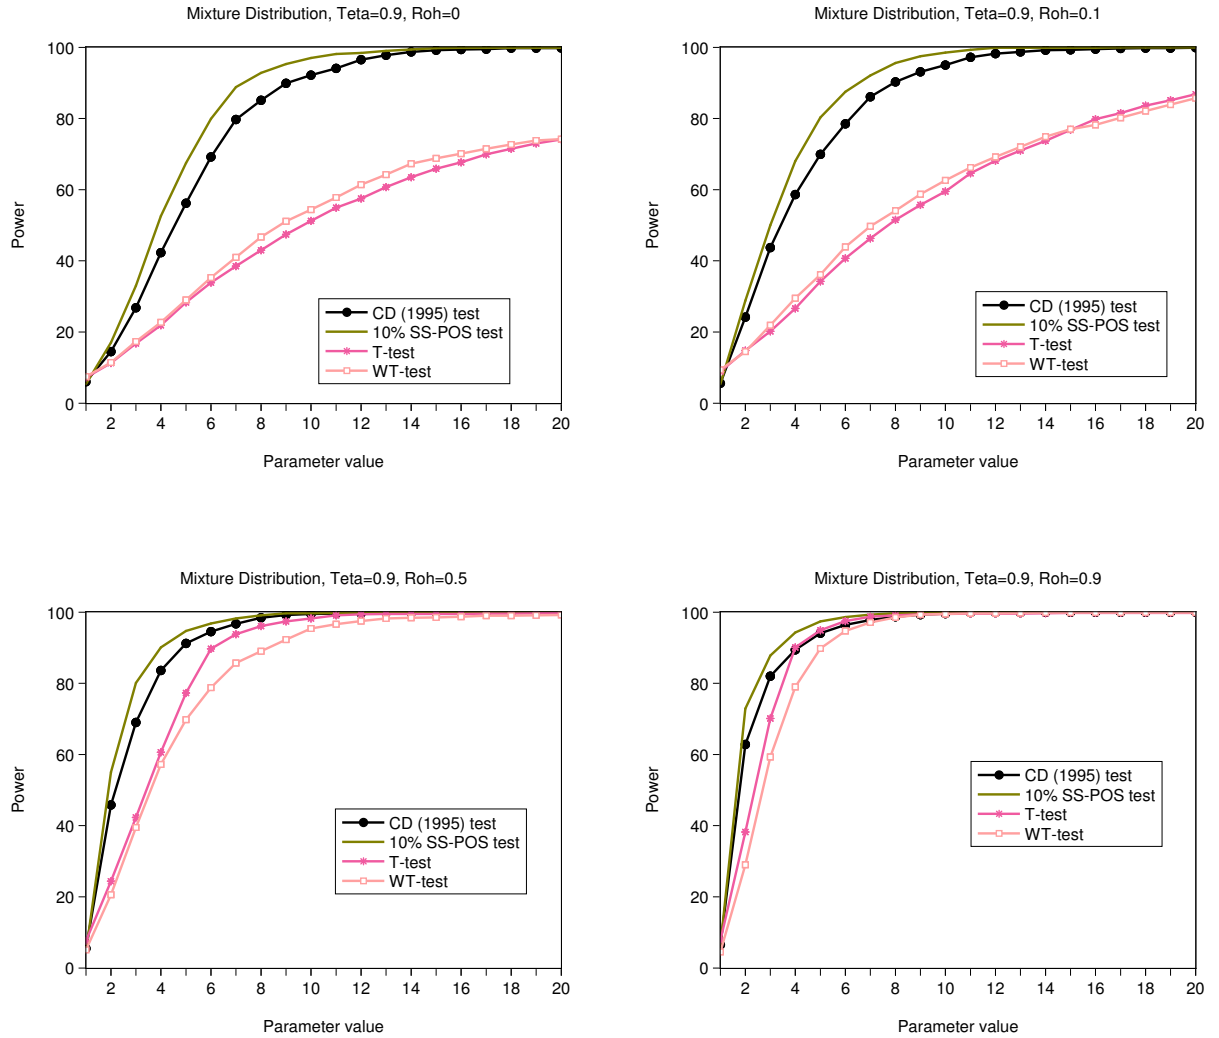 Mixture Distribution, Teta=0.9, Roh=0
100
80
60
40
20
0
Power
CD (1995) test
10% SS-POS test
T-test
WT-test
2 4 6 8 10 12 14 16 18 20
Parameter value
Mixture Distribution, Teta=0.9, Roh=0.1
100
80
60
40
20
0
Power
CD (1995) test
10% SS-POS test
T-test
WT-test
2 4 6 8 10 12 14 16 18 20
Parameter value
Mixture Distribution, Teta=0.9, Roh=0.5
100
80
60
40
20
0
Power
CD (1995) test
10% SS-POS test
T-test
WT-test
2 4 6 8 10 12 14 16 18 20
Parameter value
Mixture Distribution, Teta=0.9, Roh=0.9
100
80
60
40
20
0
Power
CD (1995) test
10% SS-POS test
T-test
WT-test
2 4 6 8 10 12 14 16 18 20
Parameter value